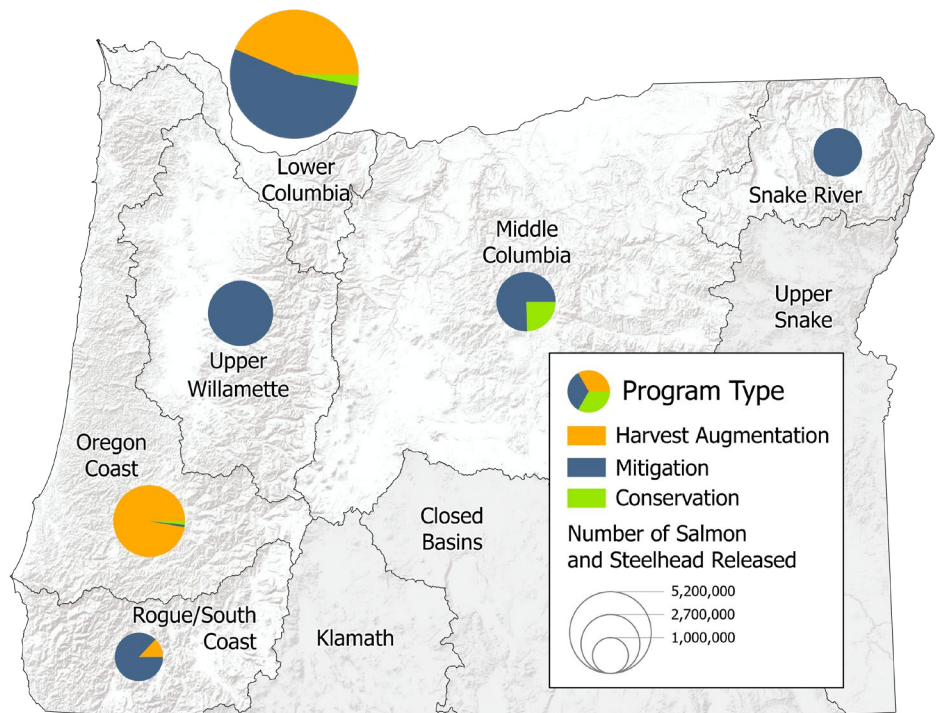 Lower
Columbia
Snake River
Middle
Columbia
Upper
Snake
Upper
Willamette
Oregon
Coast
Closed
Basins
Rogue/South
Coast
Klamath
Program Type
Harvest Augmentation
Mitigation
Conservation
Number of Salmon
and Steelhead Released
5,200,000
2,700,000
1,000,000